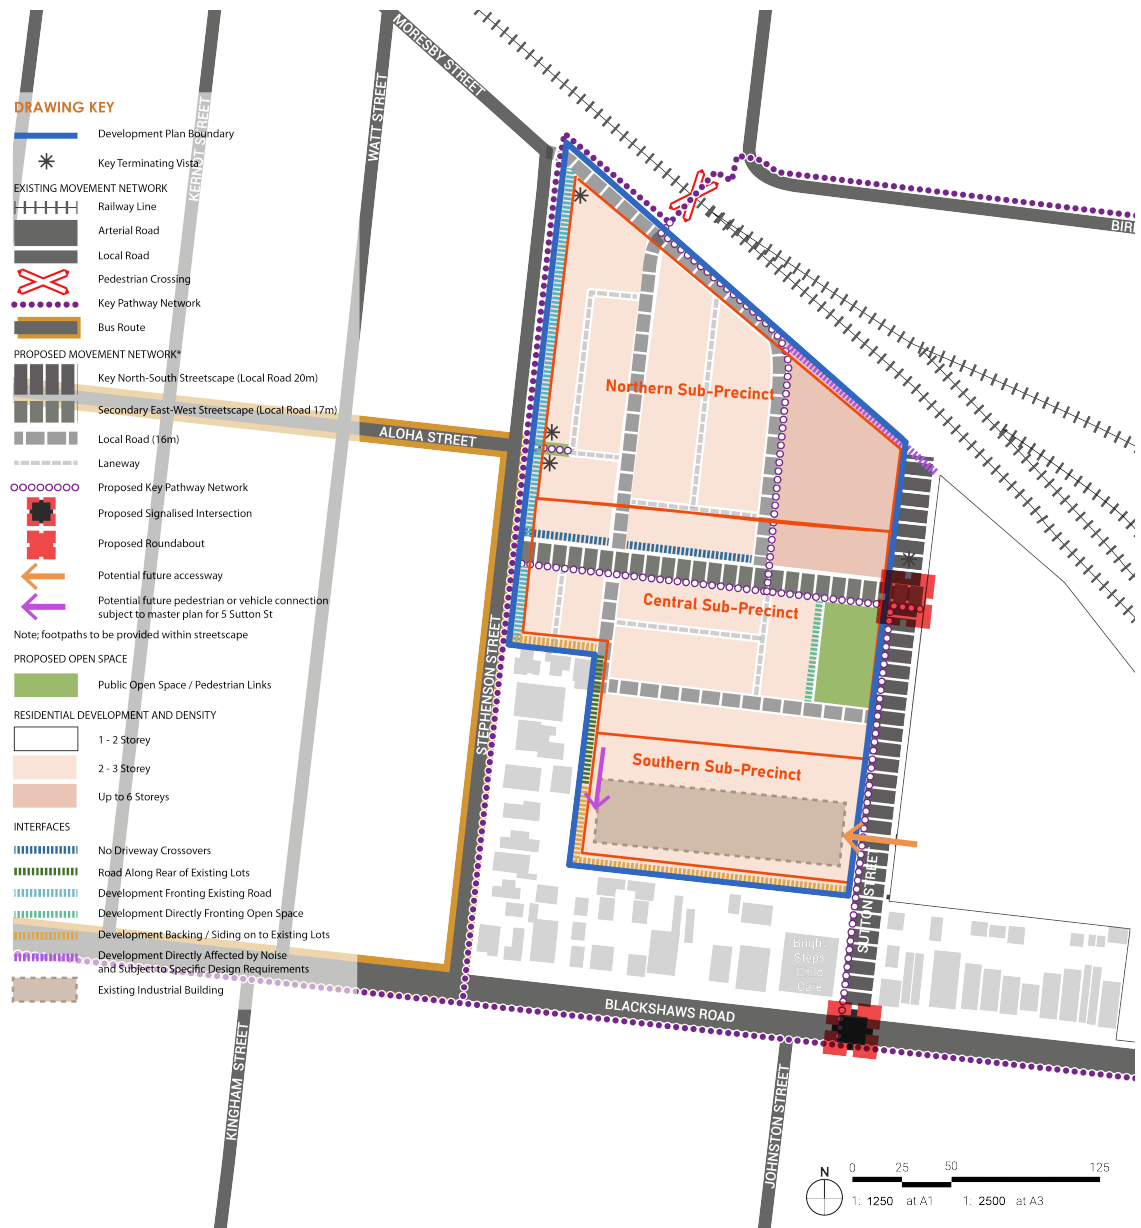 DRAWING KEY
Development Plan Boundary
Key Terminating Vista
EXISTING MOVEMENT NETWORK
Railway Line
Arterial Road
Local Road
Pedestrian Crossing
Key Pathway Network
Bus Route
PROPOSED MOVEMENT NETWORK*
Key North-South Streetscape (Local Road 20m)
Secondary East-West Streetscape (Local Road 17m)
Local Road (16m)
Laneway
Proposed Key Pathway Network
Proposed Signalised Intersection
Proposed Roundabout
Potential future accessway
Potential future pedestrian or vehicle connection
subject to master plan for 5 Sutton St
Note; footpaths to be provided within streetscape
PROPOSED OPEN SPACE
Public Open Space / Pedestrian Links
RESIDENTIAL DEVELOPMENT AND DENSITY
1 - 2 Storey
2 - 3 Storey
Up to 6 Storeys
INTERFACES
No Driveway Crossovers
Road Along Rear of Existing Lots
Development Fronting Existing Road
Development Directly Fronting Open Space
Development Backing / Siding on to Existing Lots
Development Directly Affected by Noise
and Subject to Specific Design Requirements
Existing Industrial Building
KERNOT STREET
WATT STREET
MORESBY STREET
BIR
ALOHA STREET
Northern Sub-Precinct
Central Sub-Precinct
Southern Sub-Precinct
STEPHENSON STREET
SUTTON STREET
Bright
Steps
Child
Care
BLACKSHAWS ROAD
KINGHAM STREET
JOHNSTON STREET
N
0 25 50 125
1: 1250 at A1 1: 2500 at A3